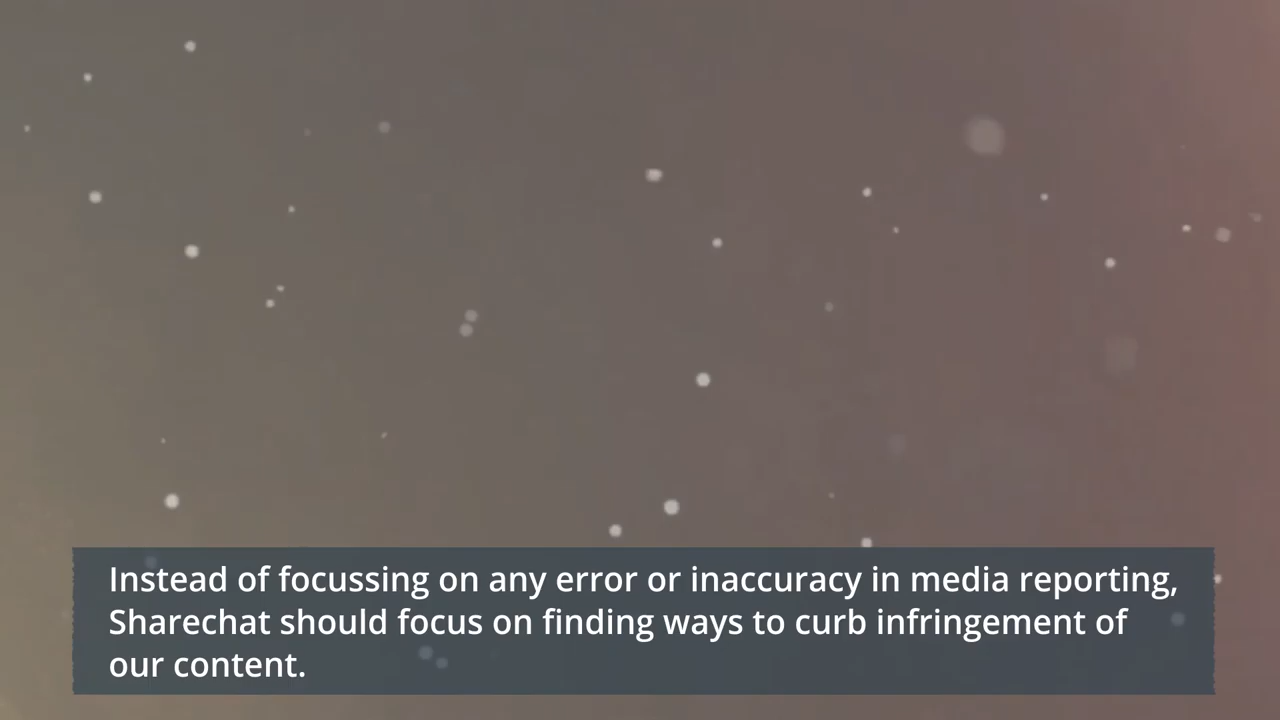 Instead of focussing on any error or inaccuracy in media reporting,
Sharechat should focus on finding ways to curb infringement of
our content.